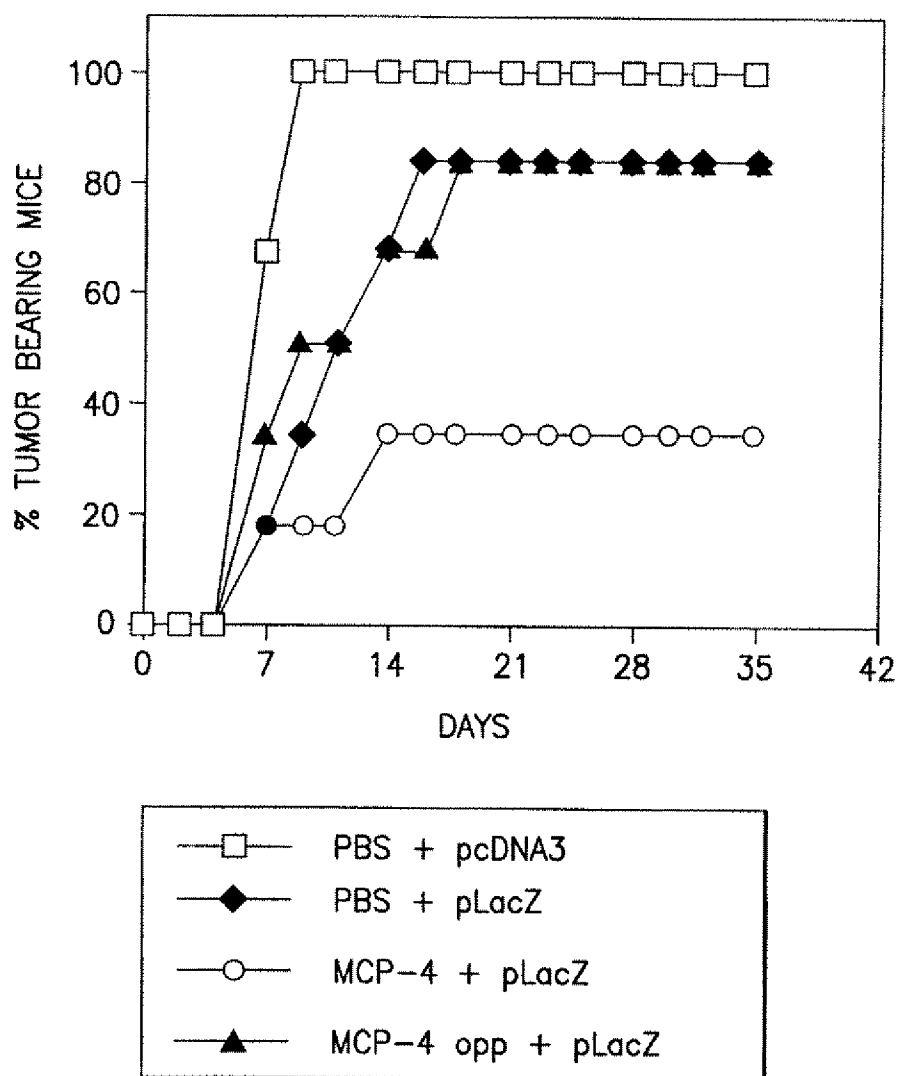 % TUMOR BEARING MICE
100
80
60
40
20
0
0 7 14 21 28 35 42
DAYS
PBS + pcDNA3
PBS + pLacZ
MCP-4 + pLacZ
MCP-4 opp + pLacZ